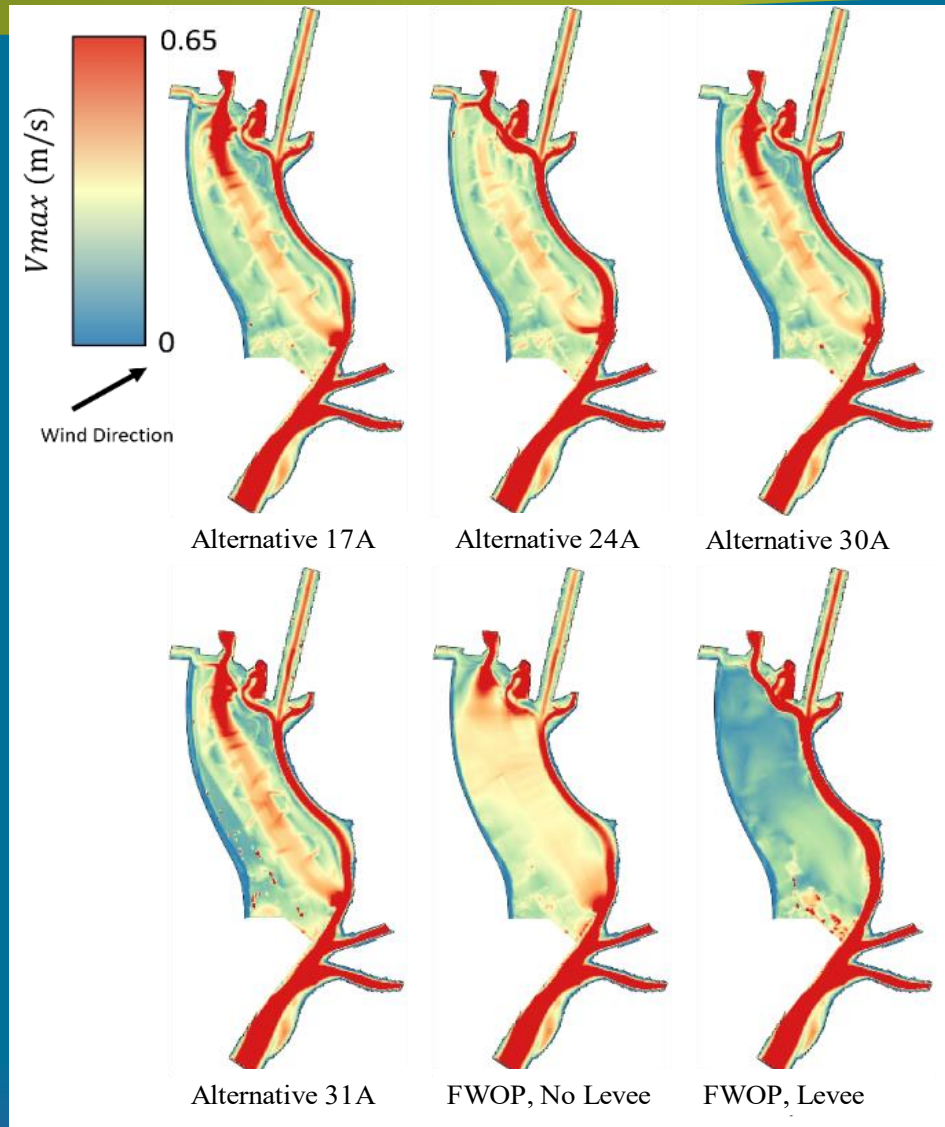 0.65
Vmax (m/s)
0
Wind Direction
Alternative 17A
Alternative 24A
Alternative 30A
Alternative 31A
FWOP, No Levee
FWOP, Levee